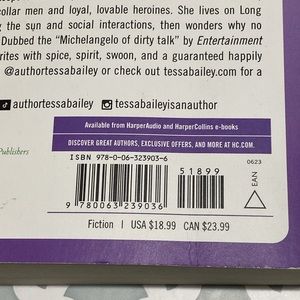 collar men and loyal, lovable heroines. She lives on Long
g the sun and social interactions, then wonders why no
Dubbed the "Michelangelo of dirty talk" by Entertainment
rites with spice, spirit, swoon, and a guaranteed happily
@authortessabailey or check out tessabailey.com for a
authortessabailey tessabaileyisanauthor
Available from HarperAudio and HarperCollins e-books
DISCOVER GREAT AUTHORS, EXCLUSIVE OFFERS, AND MORE AT HC.COM.
Publishers
ISBN 978-0-06-323903-6
0623
51899
EAN
9 780063 239036
Fiction | USA $18.99 CAN $23.99